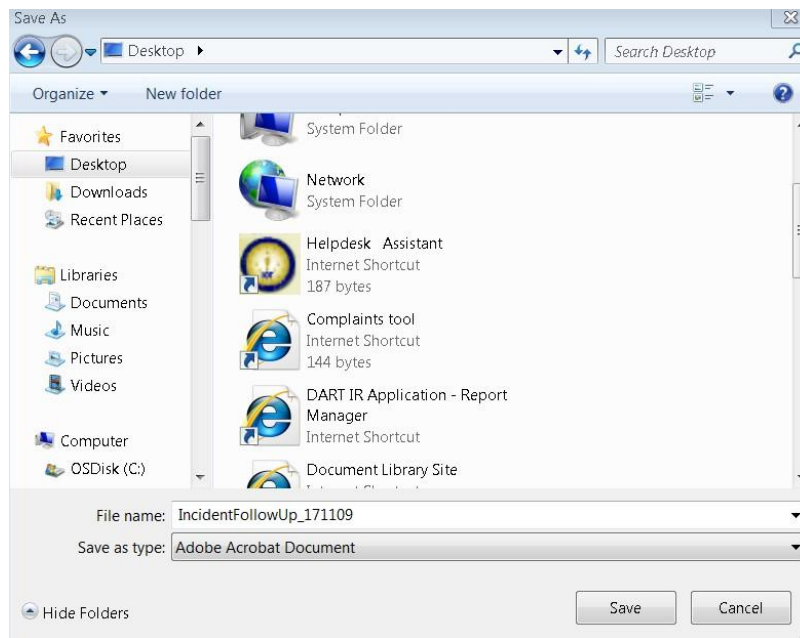 Save As
Desktop
Search Desktop
Organize
New folder
Favorites
Desktop
Downloads
Recent Places
Libraries
Documents
Music
Pictures
Videos
Computer
OSDisk (C:)
System Folder
Network
System Folder
Helpdesk Assistant
Internet Shortcut
187 bytes
Complaints tool
Internet Shortcut
144 bytes
DART IR Application - Report
Manager
Internet Shortcut
Document Library Site
File name: IncidentFollowUp_171109
Save as type: Adobe Acrobat Document
Hide Folders
Save
Cancel